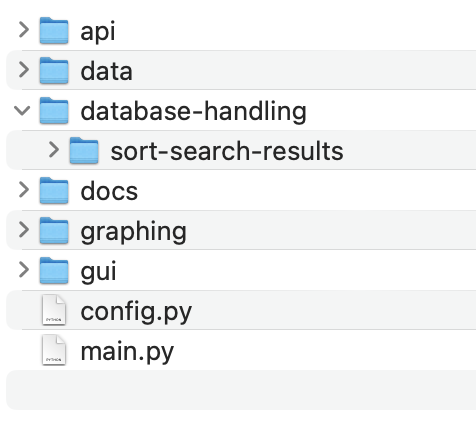 api
data
database-handling
sort-search-results
docs
graphing
gui
config.py
main.py